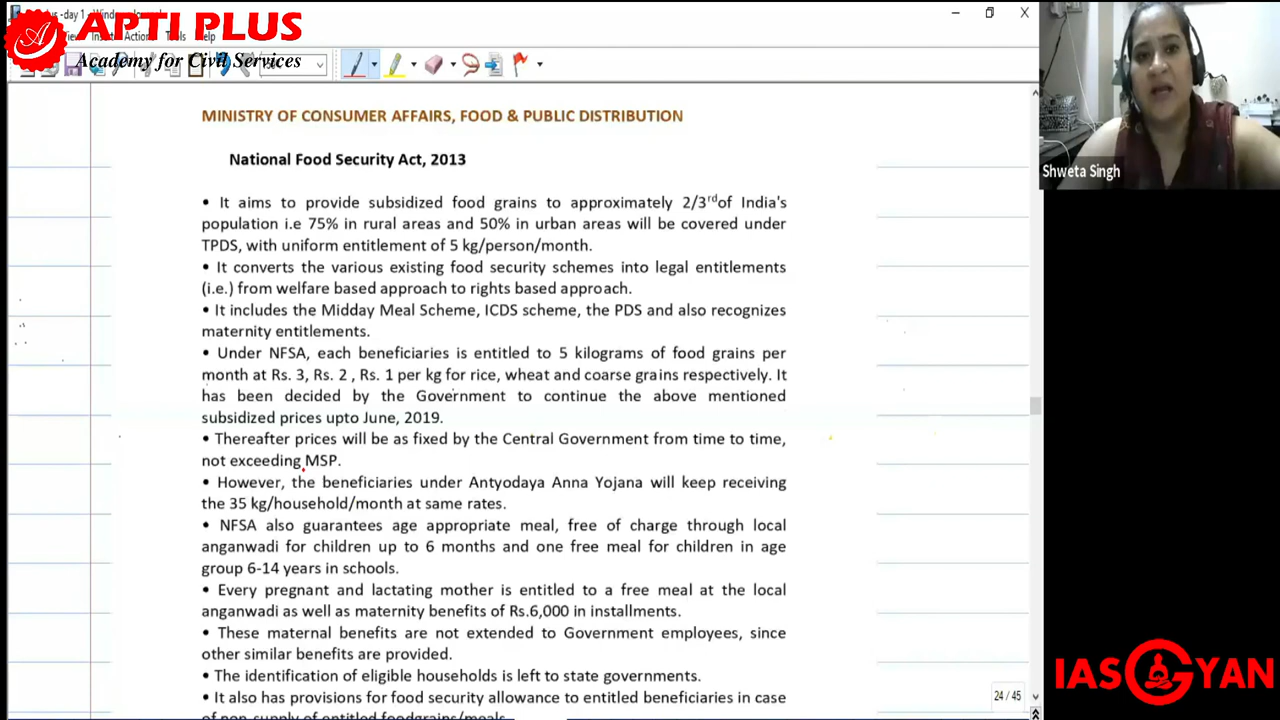 -day 1 - Wind
APTI PLUS
Actions Tools Help
Academy for Civil Services
Shweta Singh
MINISTRY OF CONSUMER AFFAIRS, FOOD & PUBLIC DISTRIBUTION
National Food Security Act, 2013
• It aims to provide subsidized food grains to approximately 2/3rdof India's
population i.e 75% in rural areas and 50% in urban areas will be covered under
TPDS, with uniform entitlement of 5 kg/person/month.
• It converts the various existing food security schemes into legal entitlements
(i.e.) from welfare based approach to rights based approach.
• It includes the Midday Meal Scheme, ICDS scheme, the PDS and also recognizes
maternity entitlements.
• Under NFSA, each beneficiaries is entitled to 5 kilograms of food grains per
month at Rs. 3, Rs. 2 , Rs. 1 per kg for rice, wheat and coarse grains respectively. It
has been decided by the Government to continue the above mentioned
subsidized prices upto June, 2019.
• Thereafter prices will be as fixed by the Central Government from time to time,
not exceeding MSP.
• However, the beneficiaries under Antyodaya Anna Yojana will keep receiving
the 35 kg/household/month at same rates.
• NFSA also guarantees age appropriate meal, free of charge through local
anganwadi for children up to 6 months and one free meal for children in age
group 6-14 years in schools.
• Every pregnant and lactating mother is entitled to a free meal at the local
anganwadi as well as maternity benefits of Rs.6,000 in installments.
• These maternal benefits are not extended to Government employees, since
other similar benefits are provided.
• The identification of eligible households is left to state governments.
• It also has provisions for food security allowance to entitled beneficiaries in case
of non-supply of entitled foodgrains/meals
24 / 45
IAS GYAN